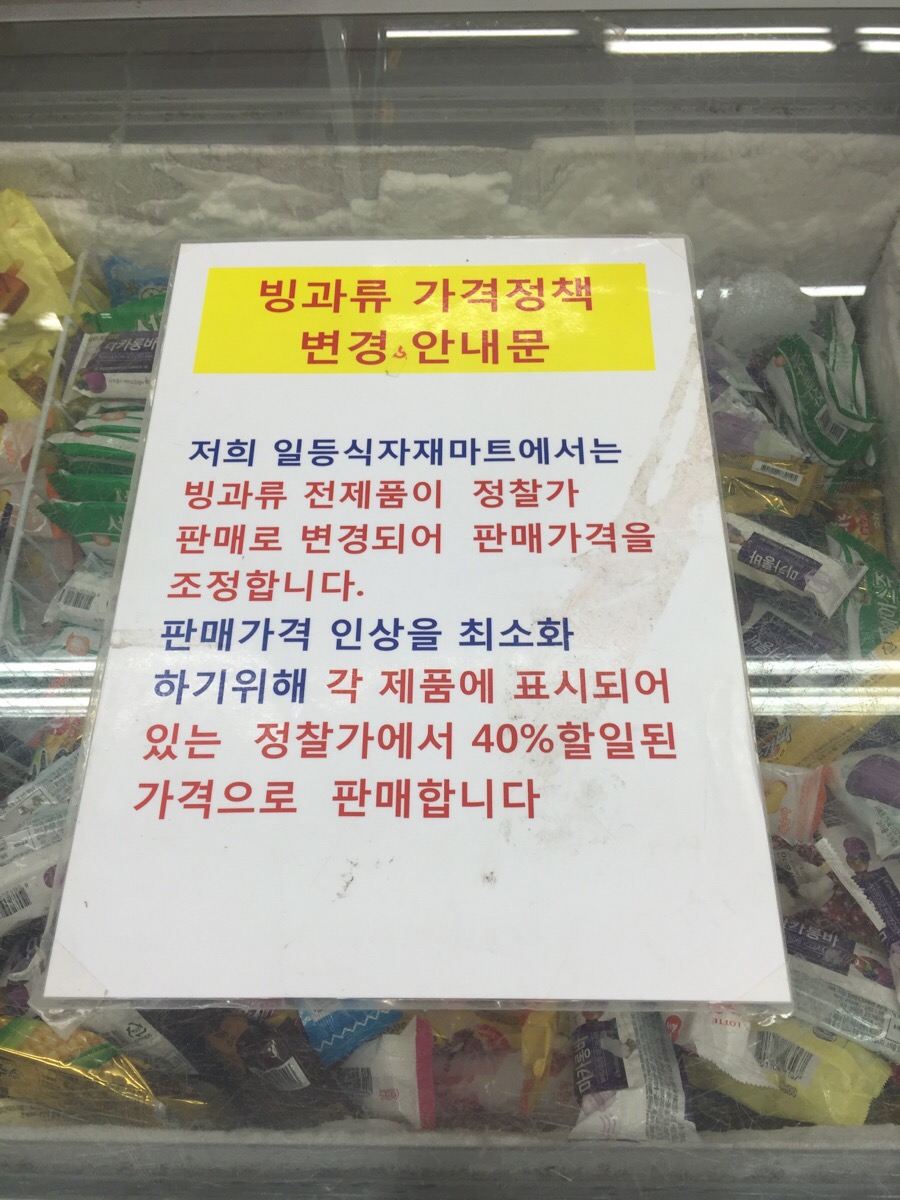 빙과류 가격정책
변경 안내문
저희 일등식자재마트에서는
빙과류 전제품이 정찰가
판매로 변경되어 판매가격을
조정합니다.
판매가격 인상을 최소화
하기위해 각 제품에 표시되어
있는 정찰가에서 40%할일된
가격으로 판매합니다
LOTTE